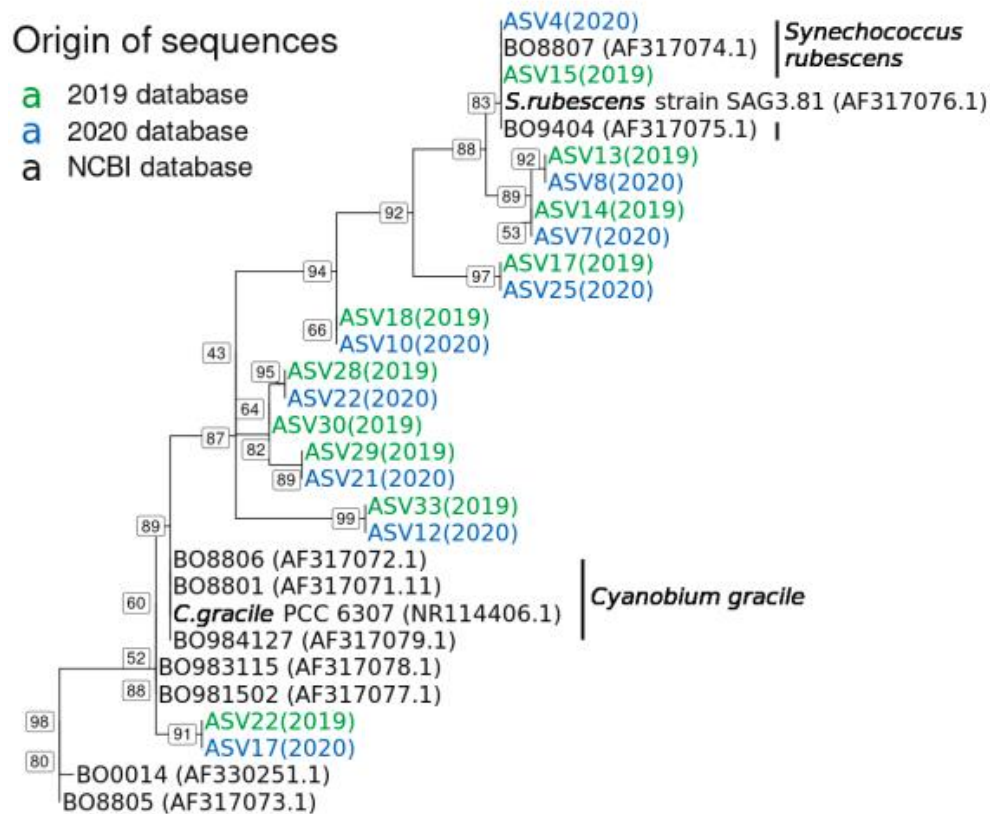 Origin of sequences
a 2019 database
a 2020 database
a NCBI database
ASV4(2020)
BO8807 (AF317074.1)
ASV15(2019)
S.rubescens strain SAG3.81 (AF317076.1)
BO9404 (AF317075.1)
Synechococcus
rubescens
83
88
92
ASV13(2019)
ASV8(2020)
89
ASV14(2019)
53
ASV7(2020)
92
97
ASV17(2019)
ASV25(2020)
94
66
ASV18(2019)
ASV10(2020)
43
95
ASV28(2019)
ASV22(2020)
64
ASV30(2019)
87
82
ASV29(2019)
89
ASV21(2020)
99
ASV33(2019)
ASV12(2020)
89
BO8806 (AF317072.1)
BO8801 (AF317071.11)
C.gracile PCC 6307 (NR114406.1)
BO984127 (AF317079.1)
Cyanobium gracile
60
52
BO983115 (AF317078.1)
88
BO981502 (AF317077.1)
91
ASV22(2019)
ASV17(2020)
98
80
BO0014 (AF330251.1)
BO8805 (AF317073.1)